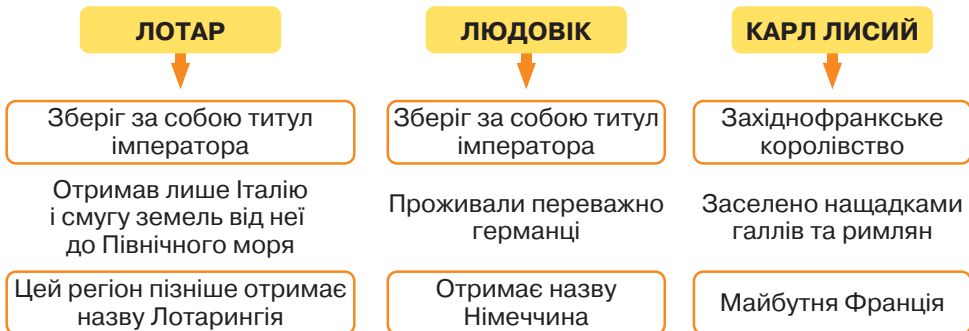 ЛОТАР
Зберіг за собою титул
імператора
Отримав лише Італію
і смугу земель від неї
до Північного моря
Цей регіон пізніше отримає
назву Лотарингія
ЛЮДОВІК
Зберіг за собою титул
імператора
Проживали переважно
германці
Отримає назву
Німеччина
КАРЛ ЛИСИЙ
Західнофранкське
королівство
Заселено нащадками
галлів та римлян
Майбутня Франція